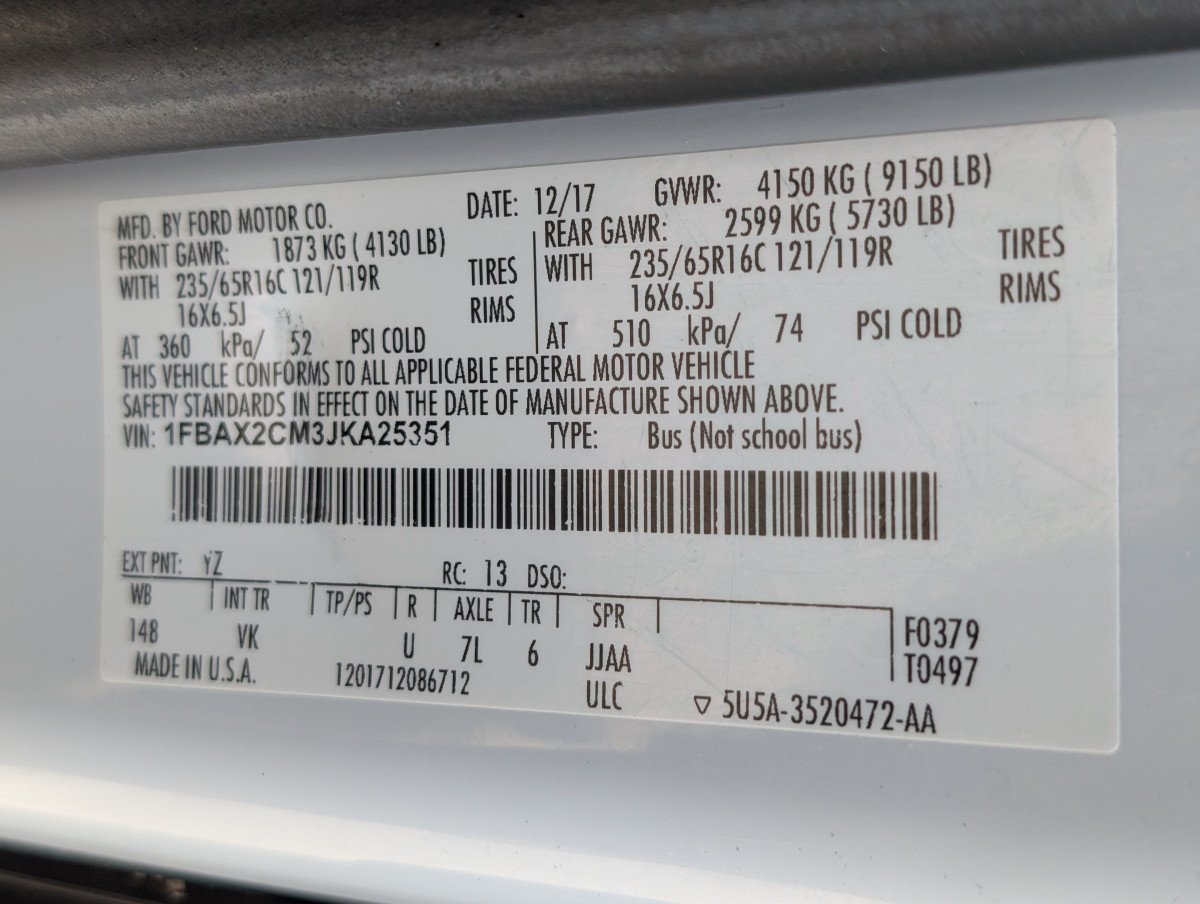 MFD. BY FORD MOTOR CO. DATE: 12/17 GVWR: 4150 KG ( 9150 LB)
FRONT GAWR: 1873 KG ( 4130 LB) REAR GAWR: 2599 KG ( 5730 LB)
WITH 235/65R16C 121/119R TIRES WITH 235/65R16C 121/119R TIRES
16X6.5J RIMS 16X6.5J RIMS
AT 360 kPa/ 52 PSI COLD AT 510 kPa/ 74 PSI COLD
THIS VEHICLE CONFORMS TO ALL APPLICABLE FEDERAL MOTOR VEHICLE
SAFETY STANDARDS IN EFFECT ON THE DATE OF MANUFACTURE SHOWN ABOVE.
VIN: 1FBAX2CM3JKA25351 TYPE: Bus (Not school bus)
EXT PNT: YZ RC: 13 DSO:
WB INT TR TP/PS R AXLE TR SPR F0379
148 VK U 7L 6 JJAA T0497
MADE IN U.S.A. 1201712086712 ULC ▽ 5U5A-3520472-AA